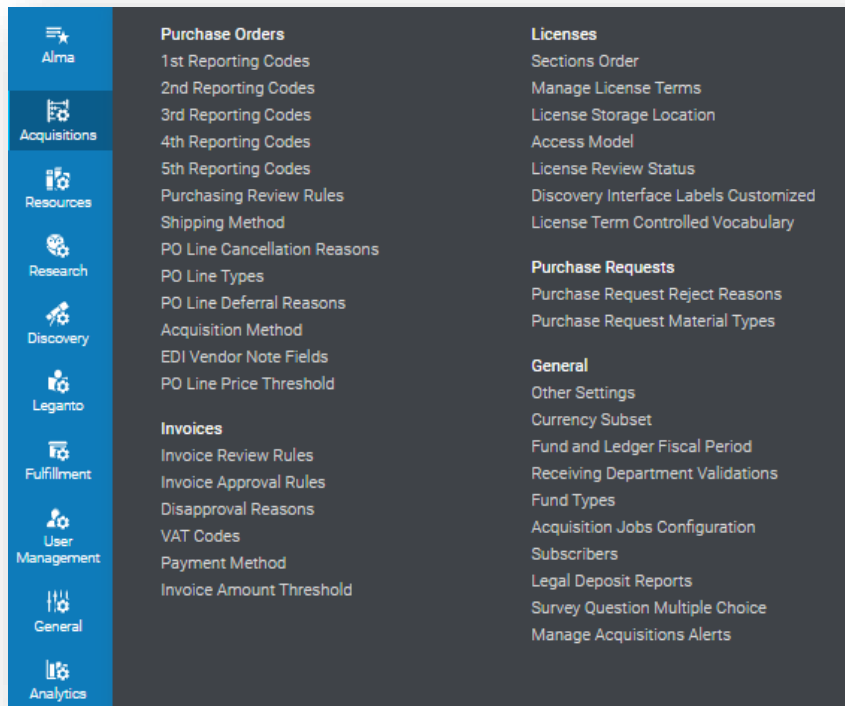 Alma
Acquisitions
Resources
Research
Discovery
Leganto
Fulfillment
User
Management
General
Analytics
Purchase Orders
1st Reporting Codes
2nd Reporting Codes
3rd Reporting Codes
4th Reporting Codes
5th Reporting Codes
Purchasing Review Rules
Shipping Method
PO Line Cancellation Reasons
PO Line Types
PO Line Deferral Reasons
Acquisition Method
EDI Vendor Note Fields
PO Line Price Threshold
Invoices
Invoice Review Rules
Invoice Approval Rules
Disapproval Reasons
VAT Codes
Payment Method
Invoice Amount Threshold
Licenses
Sections Order
Manage License Terms
License Storage Location
Access Model
License Review Status
Discovery Interface Labels Customized
License Term Controlled Vocabulary
Purchase Requests
Purchase Request Reject Reasons
Purchase Request Material Types
General
Other Settings
Currency Subset
Fund and Ledger Fiscal Period
Receiving Department Validations
Fund Types
Acquisition Jobs Configuration
Subscribers
Legal Deposit Reports
Survey Question Multiple Choice
Manage Acquisitions Alerts